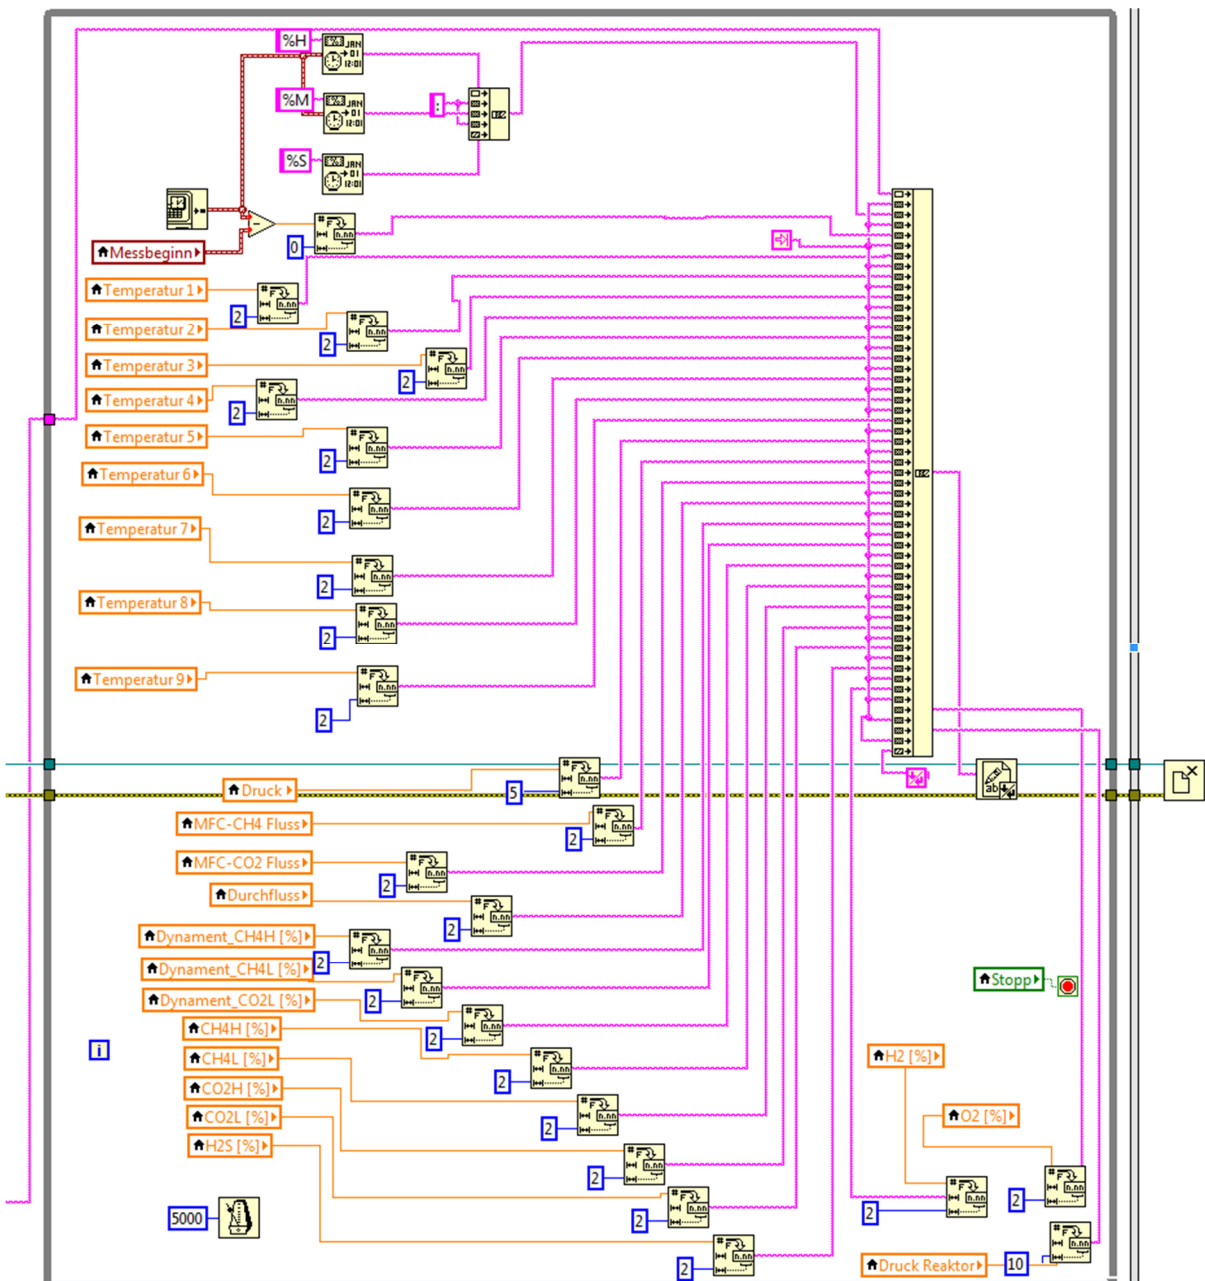 %H
%M
:
%S
Messbeginn
0
Temperatur 1
2
Temperatur 2
2
Temperatur 3
2
Temperatur 4
2
Temperatur 5
2
Temperatur 6
2
Temperatur 7
2
Temperatur 8
2
Temperatur 9
2
Druck
5
MFC-CH4 Fluss
2
MFC-CO2 Fluss
2
Durchfluss
2
Dynament_CH4H [%]
2
Dynament_CH4L [%]
2
Dynament_CO2L [%]
2
Stopp
CH4H [%]
2
i
CH4L [%]
2
H2 [%]
CO2H [%]
2
O2 [%]
CO2L [%]
2
H2S [%]
2
2
2
5000
Druck Reaktor
10